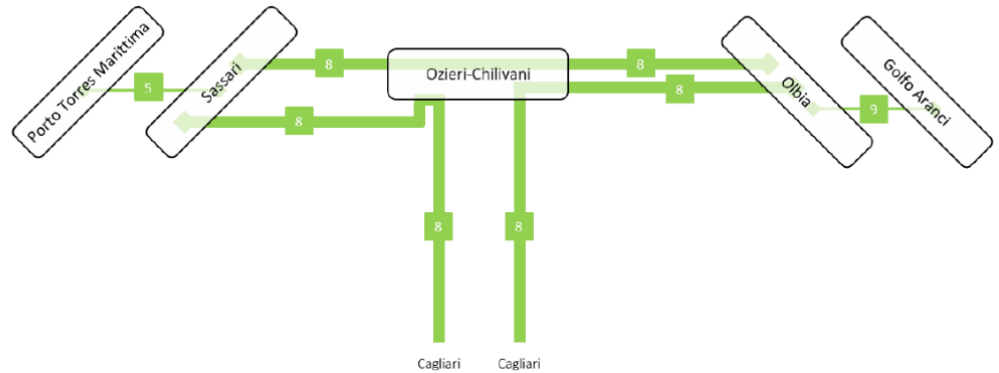 Porto Torres Marittima
5
Sassari
8
8
Ozieri-Chilivani
8
8
Olbia
9
Golfo Aranci
8
8
Cagliari
Cagliari